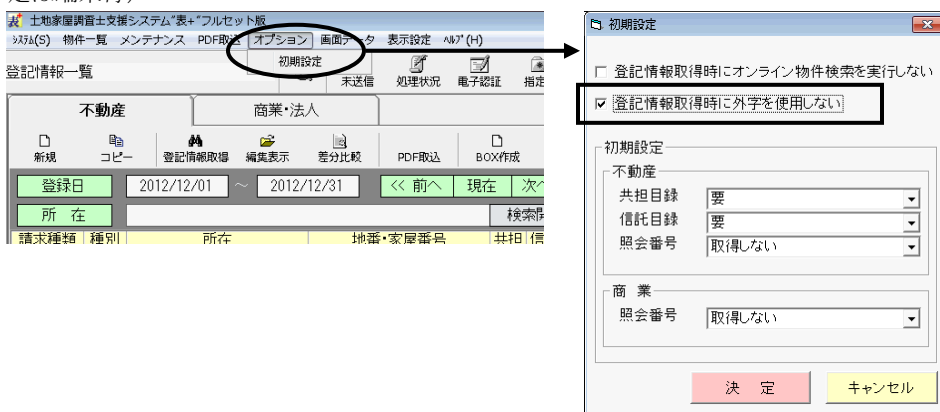 土地家屋調査士支援システム"表+"フルセット版
ｼｽﾃﾑ(S) 物件一覧 メンテナンス PDF取込 オプション 画面データ 表示設定 ﾍﾙﾌﾟ(H)
初期設定
登記情報一覧
未送信 処理状況 電子認証 指定
不動産 商業・法人
新規 コピー 登記情報取得 編集表示 差分比較 PDF取込 BOX作成
登録日 2012/12/01 ～ 2012/12/31 << 前へ 現在 次へ
所 在
請求種類 種別 所在 地番・家屋番号 共担
初期設定
登記情報取得時にオンライン物件検索を実行しない
登記情報取得時に外字を使用しない
初期設定
不動産
共担目録 要
信託目録 要
照会番号 取得しない
商 業
照会番号 取得しない
決 定 キャンセル